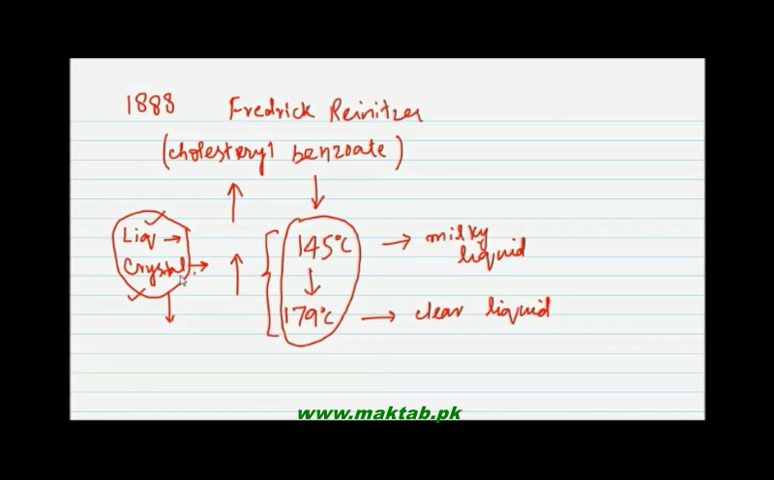 1888 Fredrick Reinitzer
(cholesteryl benzoate)
Liq →
Crystal →
145°C → milky liquid
179°C → clear liquid
www.maktab.pk